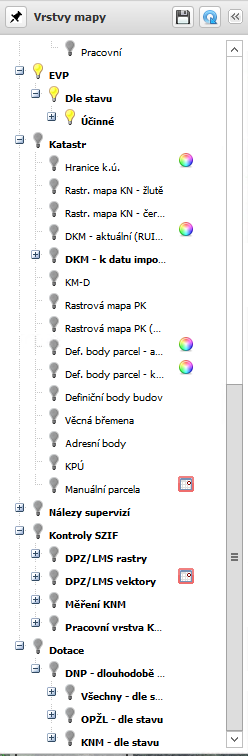 Vrstvy mapy
Pracovní
EVP
Dle stavu
Účinné
Katastr
Hranice k.ú.
Rastr. mapa KN - žlutě
Rastr. mapa KN - čer...
DKM - aktuální (RUI...
DKM - k datu impo...
KM-D
Rastrová mapa PK
Rastrová mapa PK (...
Def. body parcel - a...
Def. body parcel - k...
Definiční body budov
Věcná břemena
Adresní body
KPÚ
Manuální parcela
Nálezy supervizí
Kontroly SZIF
DPZ/LMS rastry
DPZ/LMS vektory
Měření KNM
Pracovní vrstva K...
Dotace
DNP - dlouhodobě ...
Všechny - dle s...
OPŽL - dle stavu
KNM - dle stavu